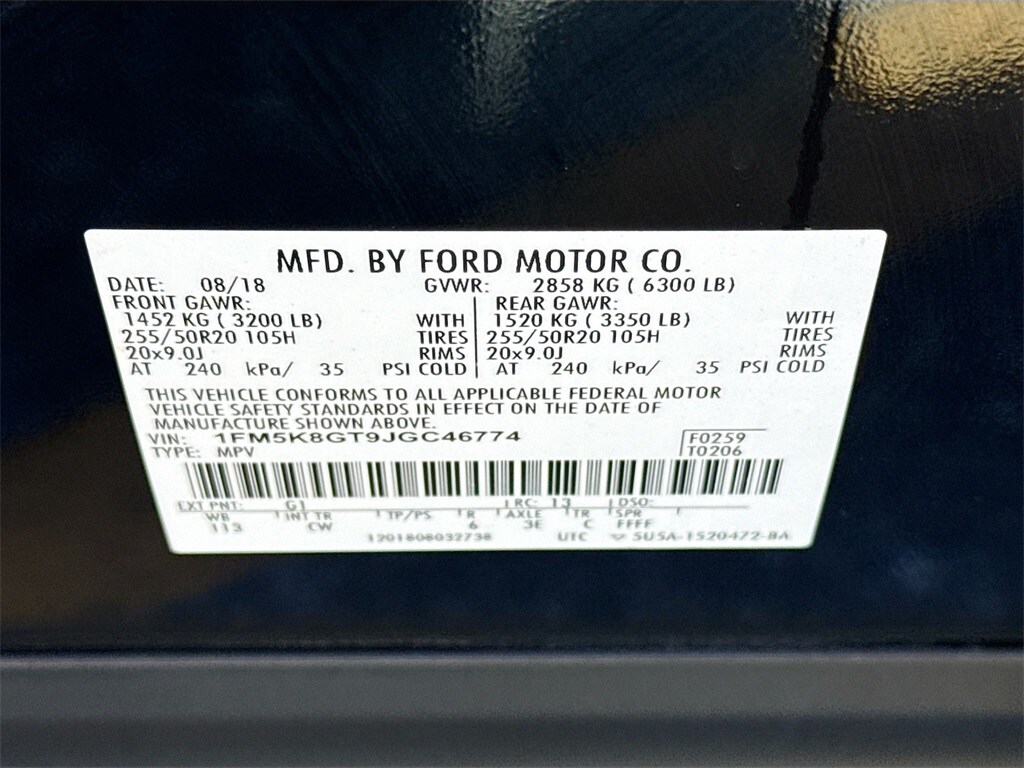 MFD. BY FORD MOTOR CO.
DATE: 08/18 GVWR: 2858 KG ( 6300 LB)
FRONT GAWR: REAR GAWR:
1452 KG ( 3200 LB) WITH 1520 KG ( 3350 LB) WITH
255/50R20 105H TIRES 255/50R20 105H TIRES
20x9.0J RIMS 20x9.0J RIMS
AT 240 kPa/ 35 PSI COLD AT 240 kPa/ 35 PSI COLD
THIS VEHICLE CONFORMS TO ALL APPLICABLE FEDERAL MOTOR
VEHICLE SAFETY STANDARDS IN EFFECT ON THE DATE OF
MANUFACTURE SHOWN ABOVE.
VIN: 1FM5K8GT9JGC46774 F0259
TYPE: MPV T0206
EXT PNT: G1 RC: 13 DSO:
WB INT TR TP/PS R AXLE TR SPR
113 CW 6 3E C FFFF
1201808032738 UTC 5U5A-1520472-BA